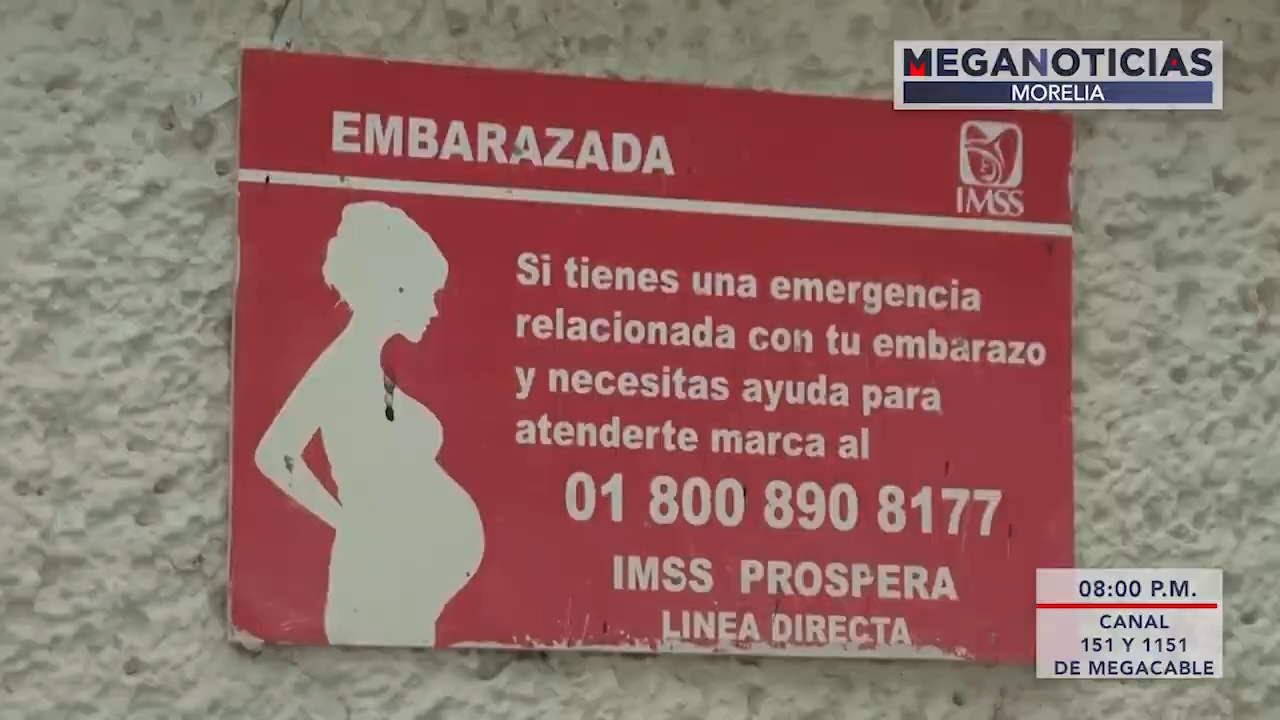 MEGANOTICIAS
MORELIA
EMBARAZADA
IMSS
Si tienes una emergencia
relacionada con tu embarazo
y necesitas ayuda para
atenderte marca al
01 800 890 8177
IMSS PROSPERA
LINEA DIRECTA
08:00 P.M.
CANAL
151 Y 1151
DE MEGACABLE